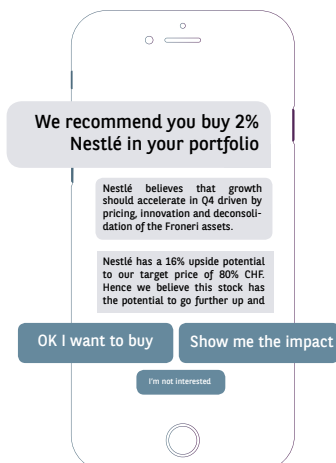 We recommend you buy 2%
Nestlé in your portfolio
Nestlé believes that growth
should accelerate in Q4 driven by
pricing, innovation and deconsoli-
dation of the Froneri assets.
Nestlé has a 16% upside potential
to our target price of 80% CHF.
Hence we believe this stock has
the potential to go further up and
OK I want to buy
Show me the impact
I'm not interested